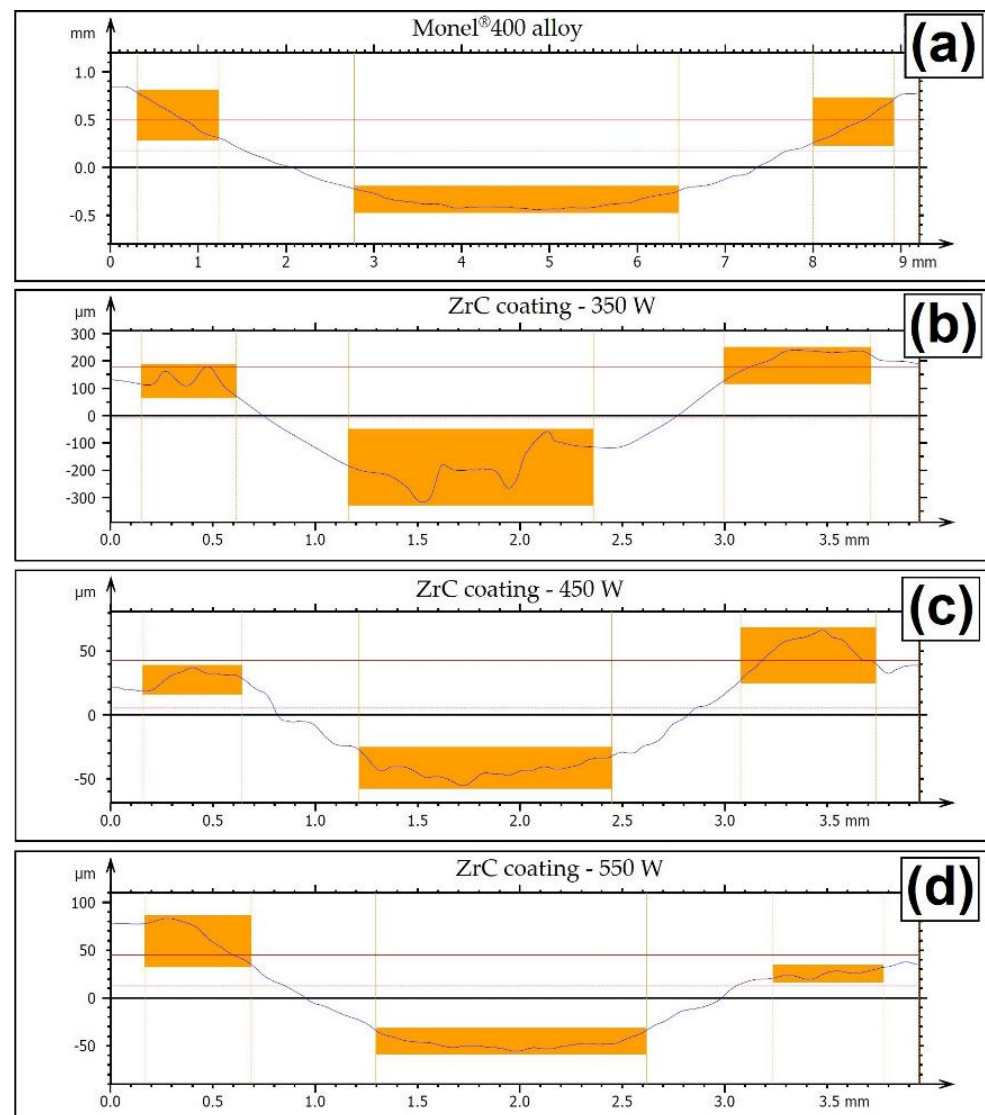 Monel®400 alloy
(a)
mm
1.0
0.5
0.0
-0.5
0 1 2 3 4 5 6 7 8 9 mm
ZrC coating - 350 W
(b)
µm
300
200
100
0
-100
-200
-300
0.0 0.5 1.0 1.5 2.0 2.5 3.0 3.5 mm
ZrC coating - 450 W
(c)
µm
50
0
-50
0.0 0.5 1.0 1.5 2.0 2.5 3.0 3.5 mm
ZrC coating - 550 W
(d)
µm
100
50
0
-50
0.0 0.5 1.0 1.5 2.0 2.5 3.0 3.5 mm